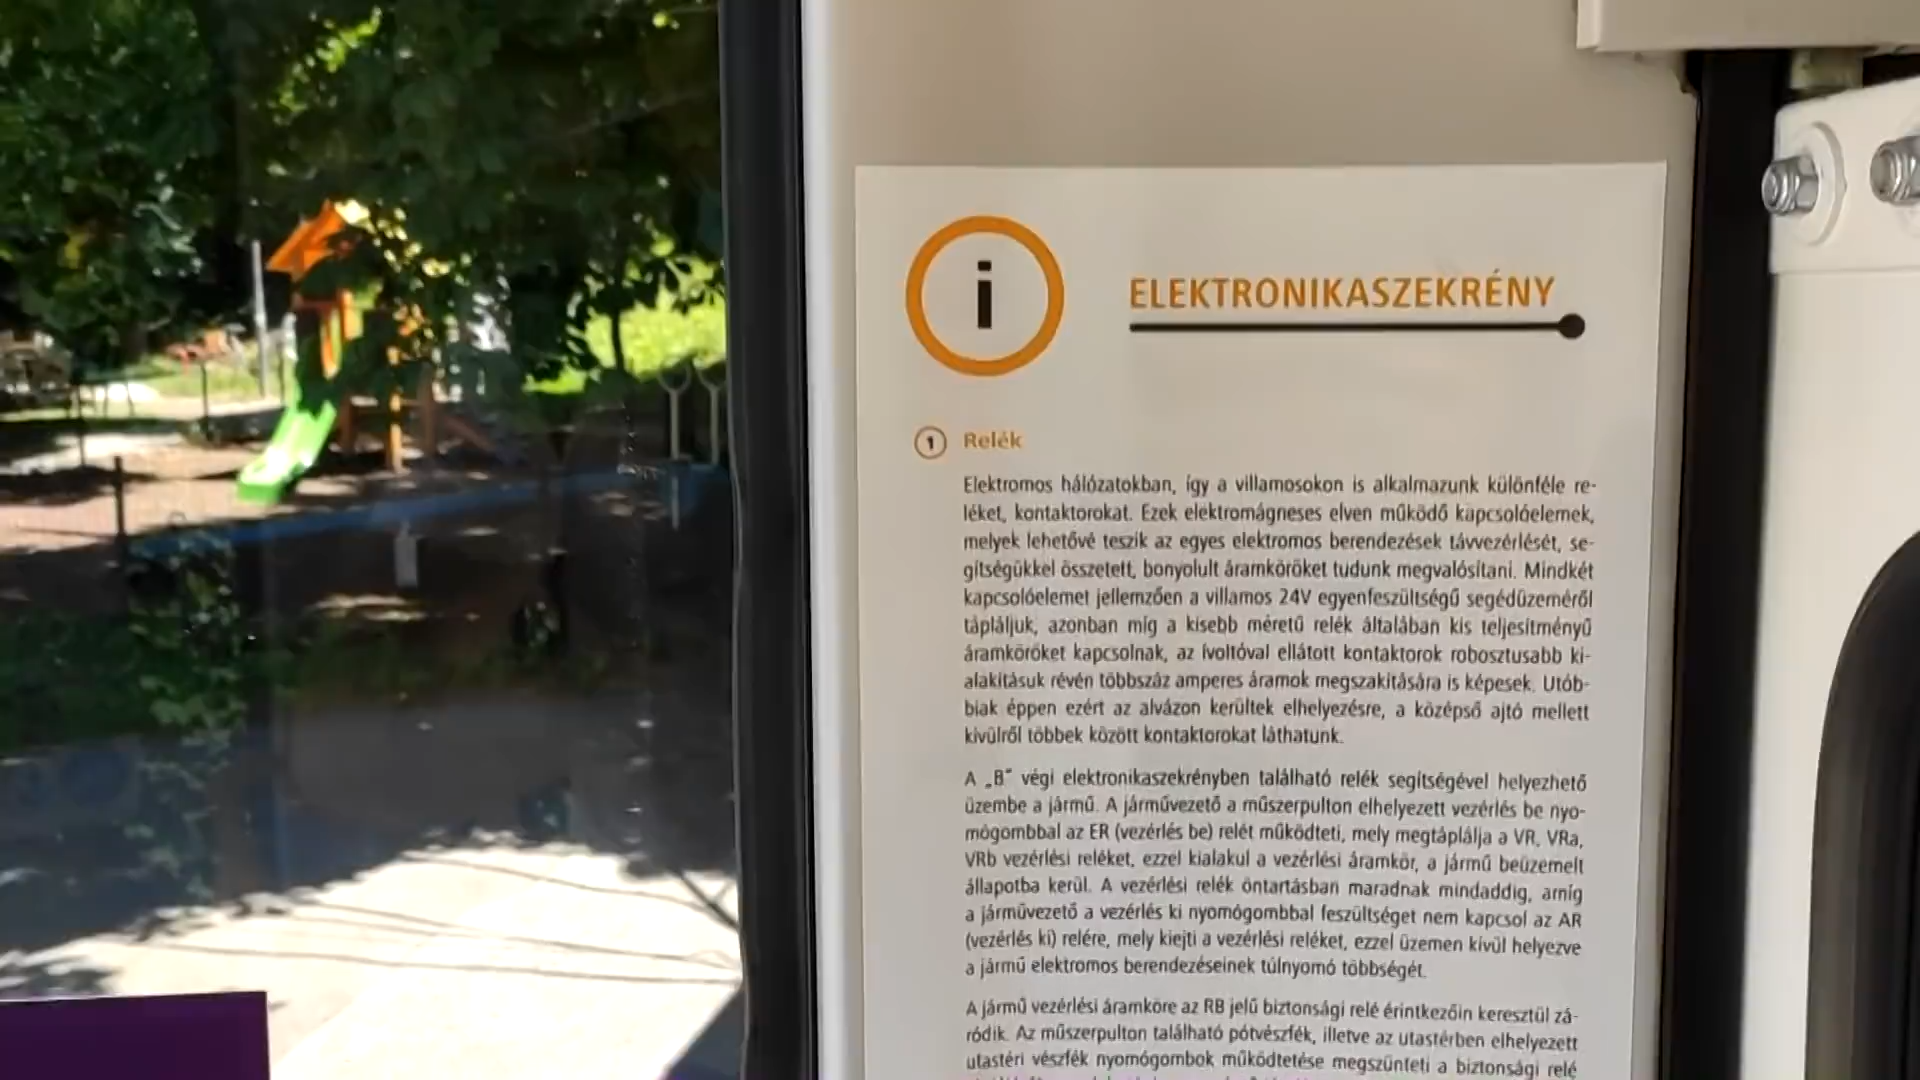 i
ELEKTRONIKASZEKRÉNY
1 Relék
Elektromos hálózatokban, így a villamosokon is alkalmazunk különféle re-
léket, kontaktorokat. Ezek elektromágneses elven működő kapcsolóelemek,
melyek lehetővé teszik az egyes elektromos berendezések távvezérlését, se-
gítségükkel összetett, bonyolult áramköröket tudunk megvalósítani. Mindkét
kapcsolóelemet jellemzően a villamos 24V egyenfeszültségű segédüzeméről
tápláljuk, azonban míg a kisebb méretű relék általában kis teljesítményű
áramköröket kapcsolnak, az ívoltóval ellátott kontaktorok robosztusabb ki-
alakításuk révén többszáz amperes áramok megszakítására is képesek. Utób-
biak éppen ezért az alvázon kerültek elhelyezésre, a középső ajtó mellett
kívülről többek között kontaktorokat láthatunk.
A „B" végi elektronikaszekrényben található relék segítségével helyezhető
üzembe a jármű. A járművezető a műszerpulton elhelyezett vezérlés be nyo-
mógombbal az ER (vezérlés be) relét működteti, mely megtáplálja a VR, VRa,
VRb vezérlési reléket, ezzel kialakul a vezérlési áramkör, a jármű beüzemelt
állapotba kerül. A vezérlési relék öntartásban maradnak mindaddig, amíg
a járművezető a vezérlés ki nyomógombbal feszültséget nem kapcsol az AR
(vezérlés ki) relére, mely kiejti a vezérlési reléket, ezzel üzemen kívül helyezve
a jármű elektromos berendezéseinek túlnyomó többségét.
A jármű vezérlési áramköre az RB jelű biztonsági relé érintkezőin keresztül zá-
ródik. Az műszerpulton található pótvészfék, illetve az utastérben elhelyezett
utastéri vészfék nyomógombok működtetése megszünteti a biztonsági relé